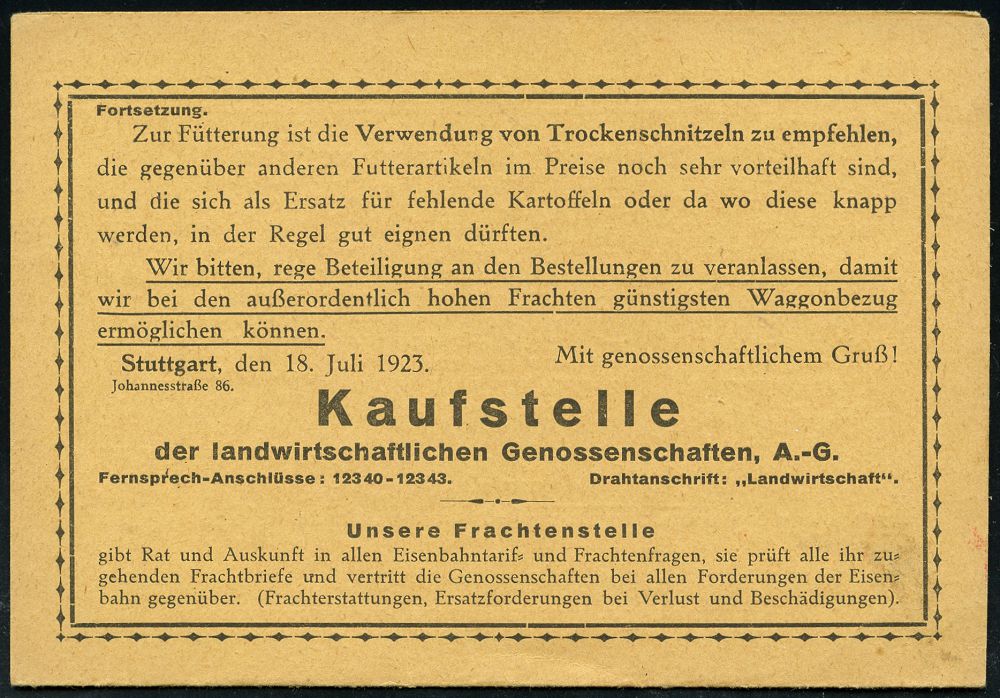 Fortsetzung.
Zur Fütterung ist die Verwendung von Trockenschnitzeln zu empfehlen,
die gegenüber anderen Futterartikeln im Preise noch sehr vorteilhaft sind,
und die sich als Ersatz für fehlende Kartoffeln oder da wo diese knapp
werden, in der Regel gut eignen dürften.
Wir bitten, rege Beteiligung an den Bestellungen zu veranlassen, damit
wir bei den außerordentlich hohen Frachten günstigsten Waggonbezug
ermöglichen können.
Stuttgart, den 18. Juli 1923.
Johannesstraße 86.
Mit genossenschaftlichem Gruß!
Kaufstelle
der landwirtschaftlichen Genossenschaften, A.-G.
Fernsprech-Anschlüsse: 12340-12343.
Drahtanschrift: „Landwirtschaft“.
Unsere Frachtenstelle
gibt Rat und Auskunft in allen Eisenbahntarif- und Frachtenfragen, sie prüft alle ihr zu-
gehenden Frachtbriefe und vertritt die Genossenschaften bei allen Forderungen der Eisen-
bahn gegenüber. (Frachterstattungen, Ersatzforderungen bei Verlust und Beschädigungen).